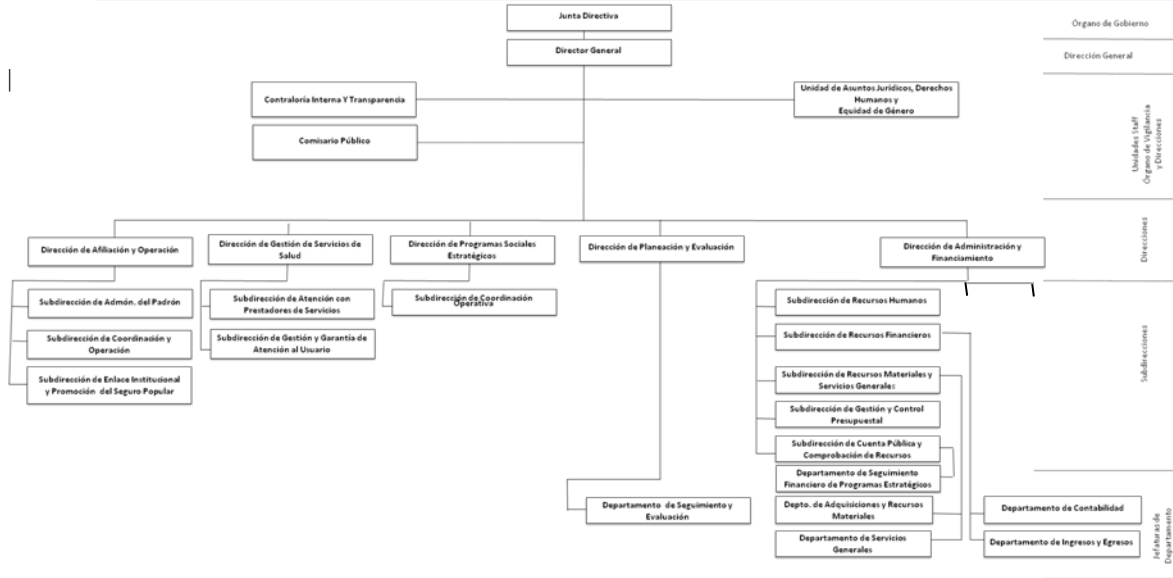 Junta Directiva
Órgano de Gobierno
Director General
Dirección General
Contraloría Interna Y Transparencia
Unidad de Asuntos Jurídicos, Derechos
Humanos y
Equidad de Género
Comisario Público
Unidades Staff
Órgano de Vigilancia
y Direcciones
Dirección de Afiliación y Operación
Dirección de Gestión de Servicios de
Salud
Dirección de Programas Sociales
Estratégicos
Dirección de Planeación y Evaluación
Dirección de Administración y
Financiamiento
Direcciones
Subdirección de Admón. del Padrón
Subdirección de Coordinación y
Operación
Subdirección de Enlace Institucional
y Promoción del Seguro Popular
Subdirección de Atención con
Prestadores de Servicios
Subdirección de Gestión y Garantía de
Atención al Usuario
Subdirección de Coordinación
Operativa
Subdirección de Recursos Humanos
Subdirección de Recursos Financieros
Subdirección de Recursos Materiales y
Servicios Generales
Subdirección de Gestión y Control
Presupuestal
Subdirección de Cuenta Pública y
Comprobación de Recursos
Subdirecciones
Departamento de Seguimiento
Financiero de Programas Estratégicos
Departamento de Seguimiento y
Evaluación
Depto. de Adquisiciones y Recursos
Materiales
Departamento de Servicios
Generales
Departamento de Contabilidad
Departamento de Ingresos y Egresos
Jefaturas de
Departamento